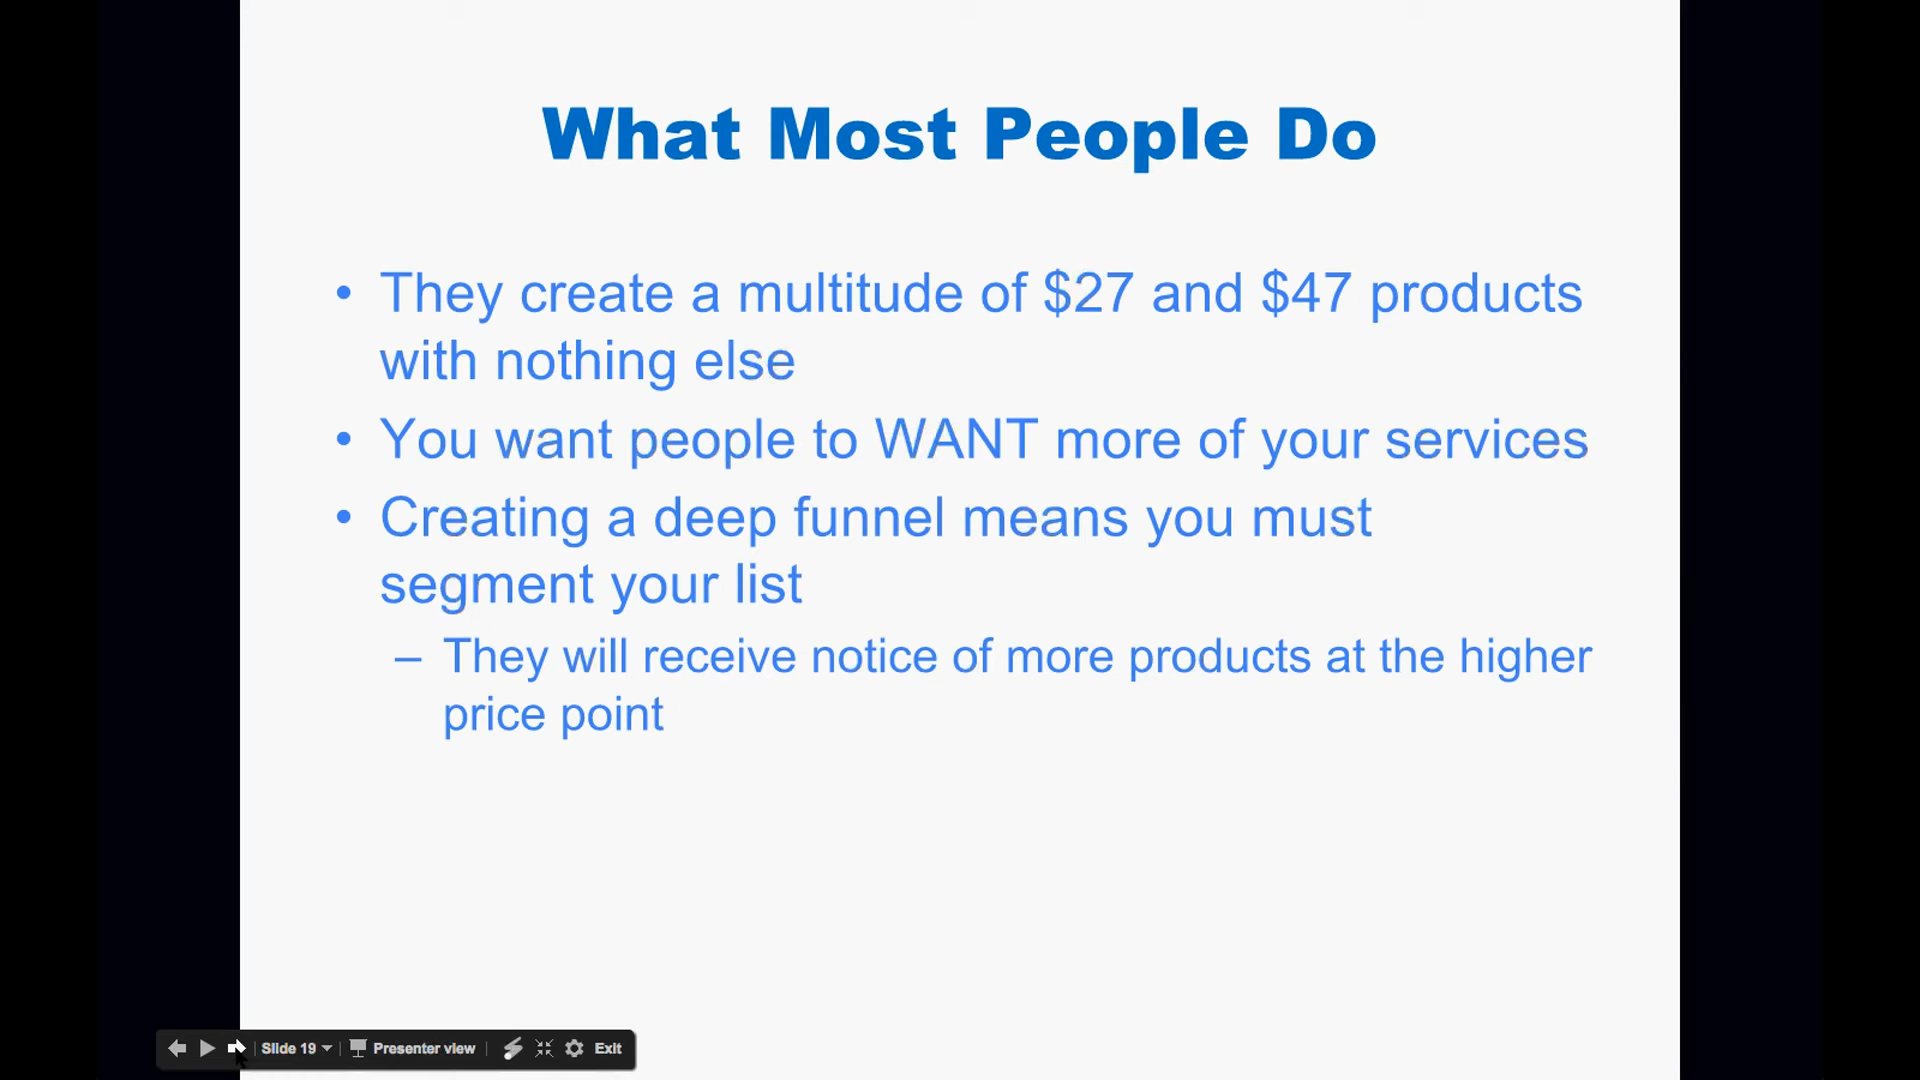 What Most People Do
• They create a multitude of $27 and $47 products
with nothing else
• You want people to WANT more of your services
• Creating a deep funnel means you must
segment your list
– They will receive notice of more products at the higher
price point
Slide 19 Presenter view Exit